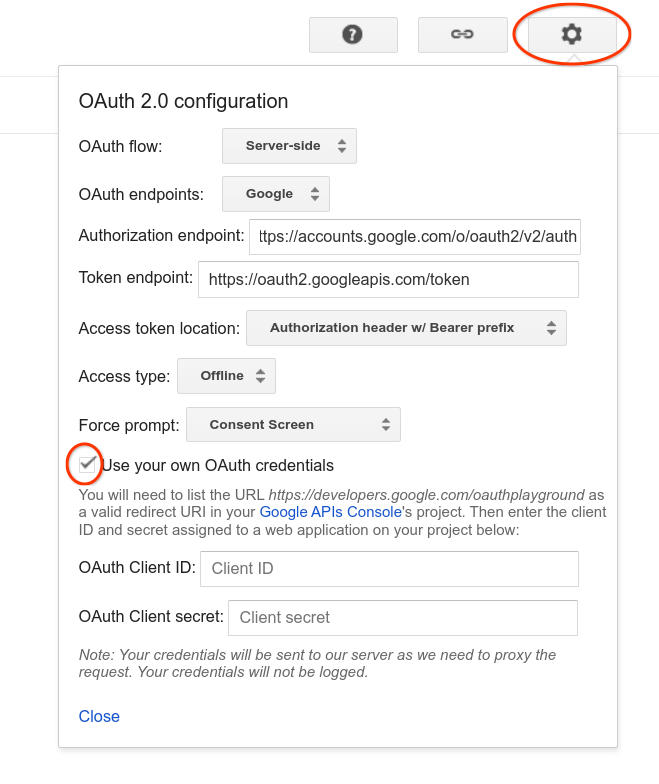 OAuth 2.0 configuration
OAuth flow: Server-side
OAuth endpoints: Google
Authorization endpoint: ttps://accounts.google.com/o/oauth2/v2/auth
Token endpoint: https://oauth2.googleapis.com/token
Access token location: Authorization header w/ Bearer prefix
Access type: Offline
Force prompt: Consent Screen
Use your own OAuth credentials
You will need to list the URL https://developers.google.com/oauthplayground as
a valid redirect URI in your Google APIs Console's project. Then enter the client
ID and secret assigned to a web application on your project below:
OAuth Client ID: Client ID
OAuth Client secret: Client secret
Note: Your credentials will be sent to our server as we need to proxy the
request. Your credentials will not be logged.
Close